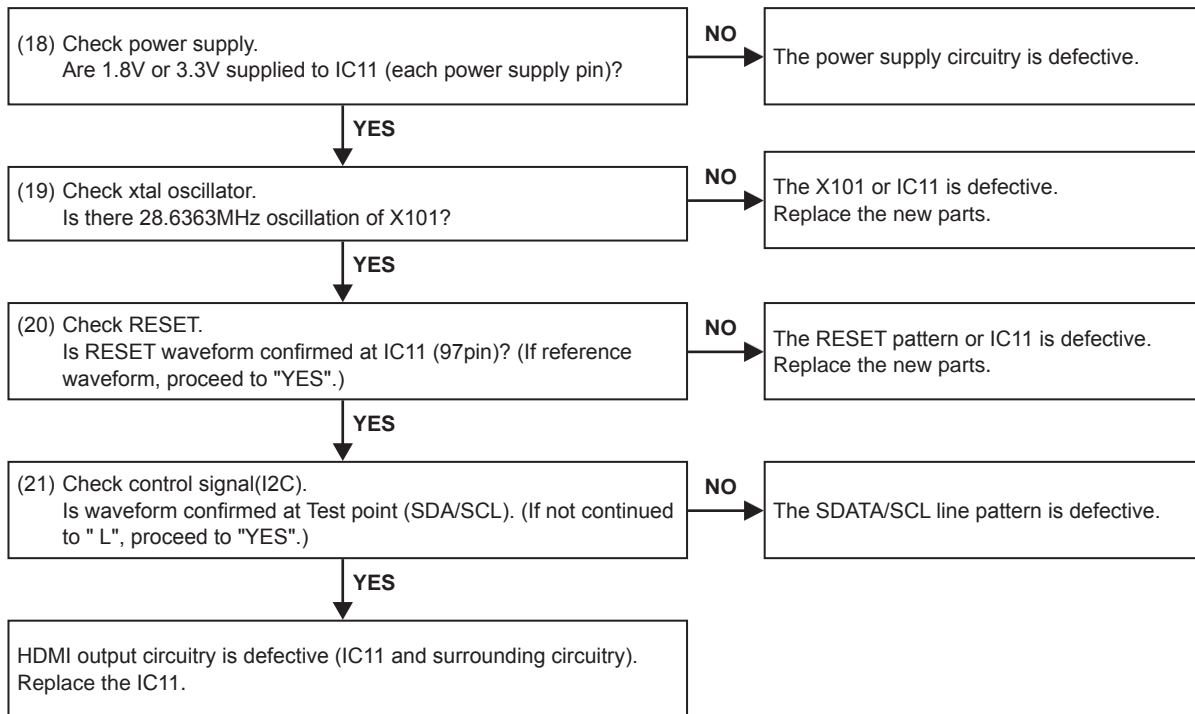 (18) Check power supply.
Are 1.8V or 3.3V supplied to IC11 (each power supply pin)?
NO
The power supply circuitry is defective.
YES
(19) Check xtal oscillator.
Is there 28.6363MHz oscillation of X101?
NO
The X101 or IC11 is defective.
Replace the new parts.
YES
(20) Check RESET.
Is RESET waveform confirmed at IC11 (97pin)? (If reference
waveform, proceed to "YES".)
NO
The RESET pattern or IC11 is defective.
Replace the new parts.
YES
(21) Check control signal(I2C).
Is waveform confirmed at Test point (SDA/SCL). (If not continued
to " L", proceed to "YES".)
NO
The SDATA/SCL line pattern is defective.
YES
HDMI output circuitry is defective (IC11 and surrounding circuitry).
Replace the IC11.